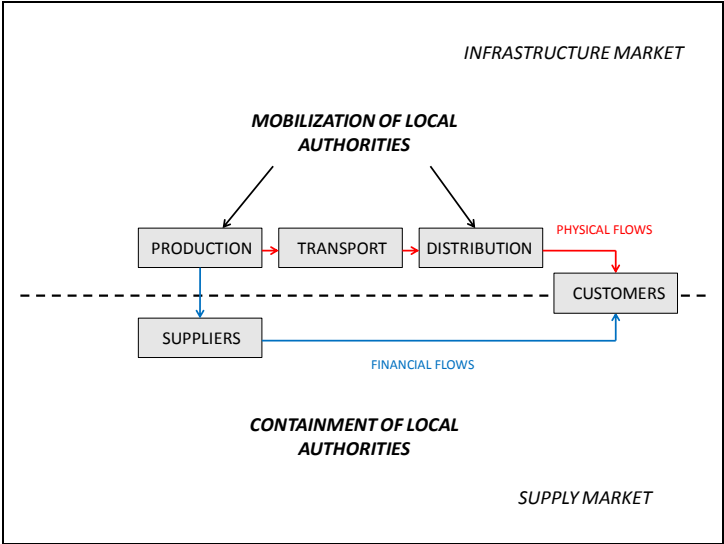 INFRASTRUCTURE MARKET
MOBILIZATION OF LOCAL
AUTHORITIES
PHYSICAL FLOWS
PRODUCTION
TRANSPORT
DISTRIBUTION
CUSTOMERS
SUPPLIERS
FINANCIAL FLOWS
CONTAINMENT OF LOCAL
AUTHORITIES
SUPPLY MARKET